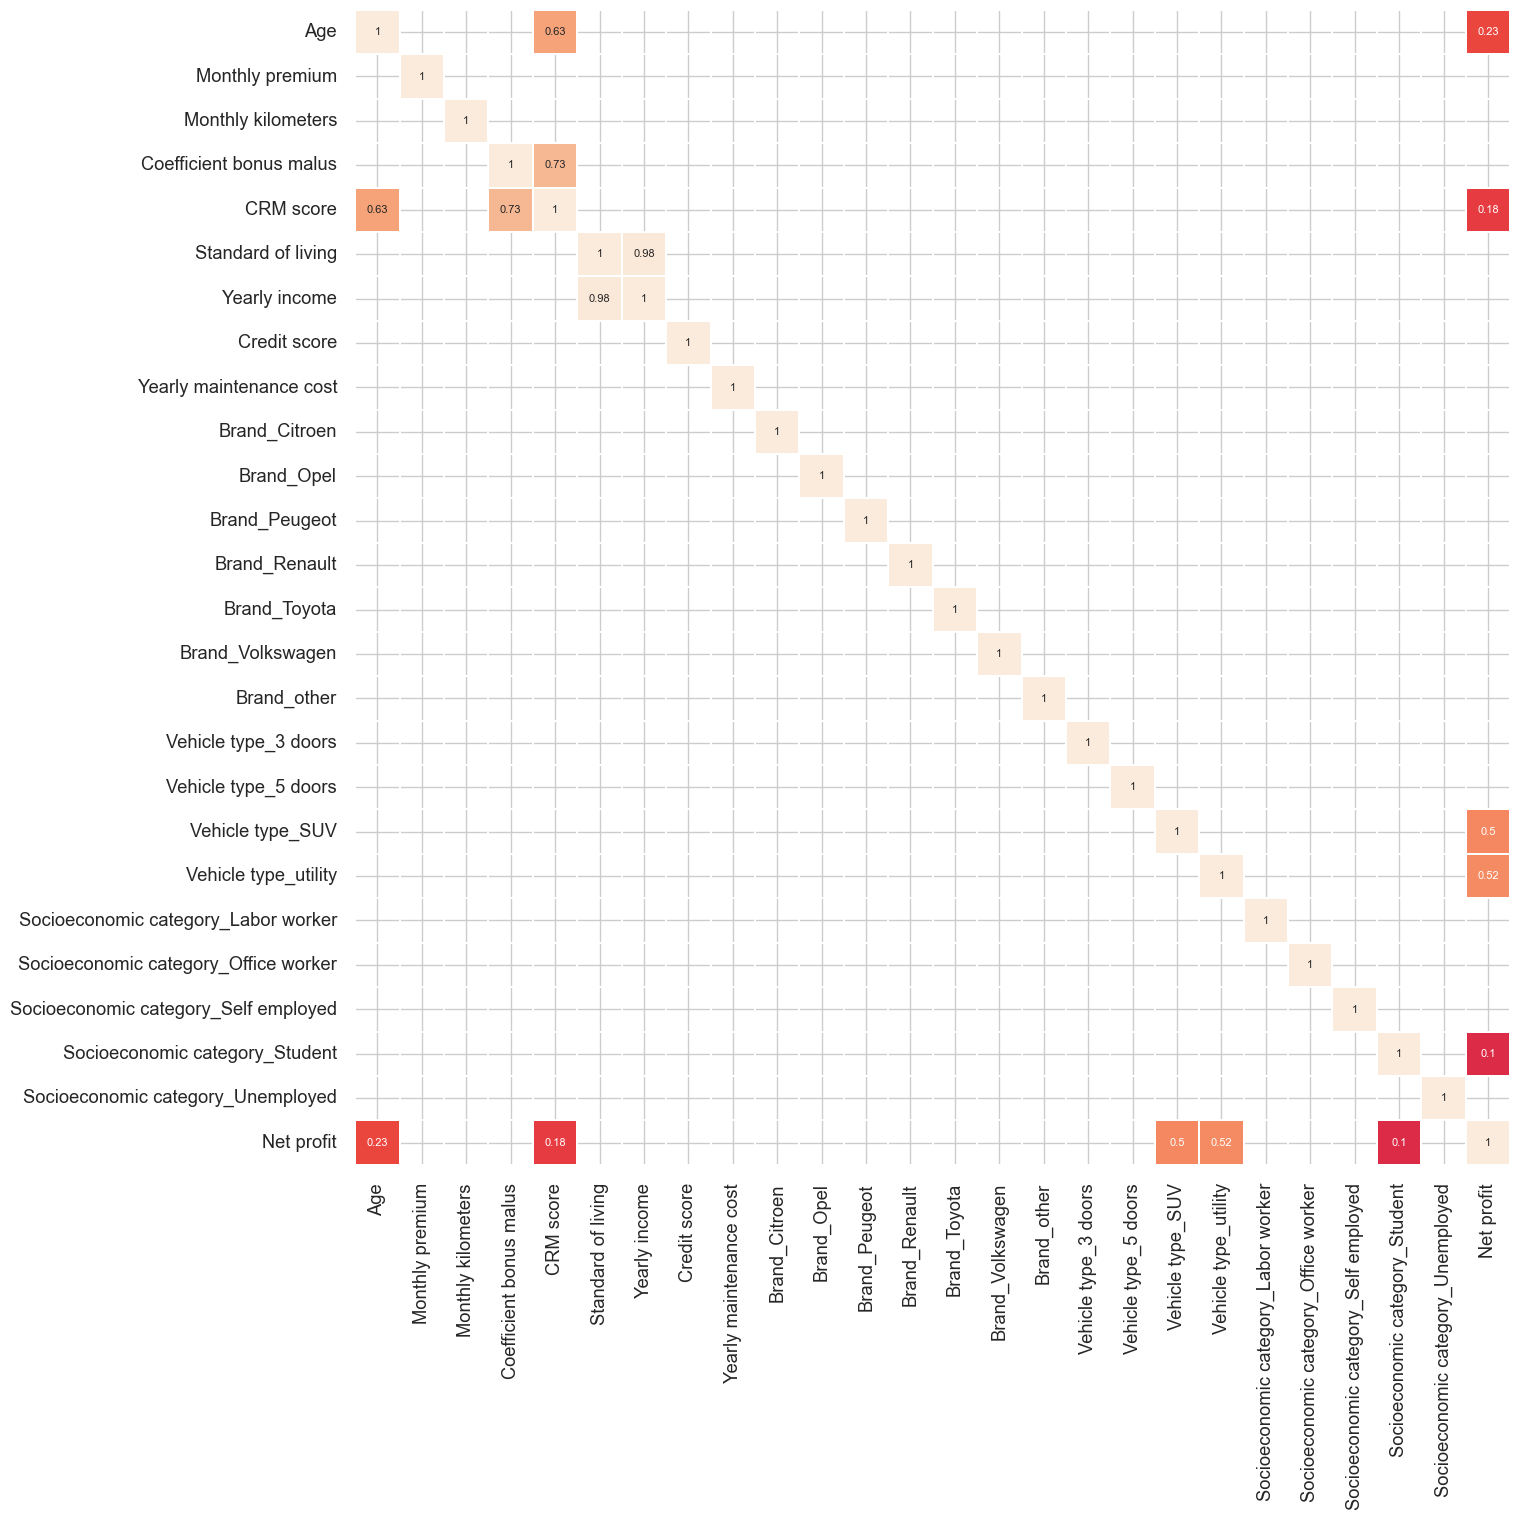 Age 1 0.63 0.23
Monthly premium 1
Monthly kilometers 1
Coefficient bonus malus 1 0.73
CRM score 0.63 0.73 1 0.18
Standard of living 1 0.98
Yearly income 0.98 1
Credit score 1
Yearly maintenance cost 1
Brand_Citroen 1
Brand_Opel 1
Brand_Peugeot 1
Brand_Renault 1
Brand_Toyota 1
Brand_Volkswagen 1
Brand_other 1
Vehicle type_3 doors 1
Vehicle type_5 doors 1
Vehicle type_SUV 1 0.5
Vehicle type_utility 1 0.52
Socioeconomic category_Labor worker 1
Socioeconomic category_Office worker 1
Socioeconomic category_Self employed 1
Socioeconomic category_Student 1 0.1
Socioeconomic category_Unemployed 1
Net profit 0.23 0.18 0.5 0.52 0.1 1
Age
Monthly premium
Monthly kilometers
Coefficient bonus malus
CRM score
Standard of living
Yearly income
Credit score
Yearly maintenance cost
Brand_Citroen
Brand_Opel
Brand_Peugeot
Brand_Renault
Brand_Toyota
Brand_Volkswagen
Brand_other
Vehicle type_3 doors
Vehicle type_5 doors
Vehicle type_SUV
Vehicle type_utility
Socioeconomic category_Labor worker
Socioeconomic category_Office worker
Socioeconomic category_Self employed
Socioeconomic category_Student
Socioeconomic category_Unemployed
Net profit